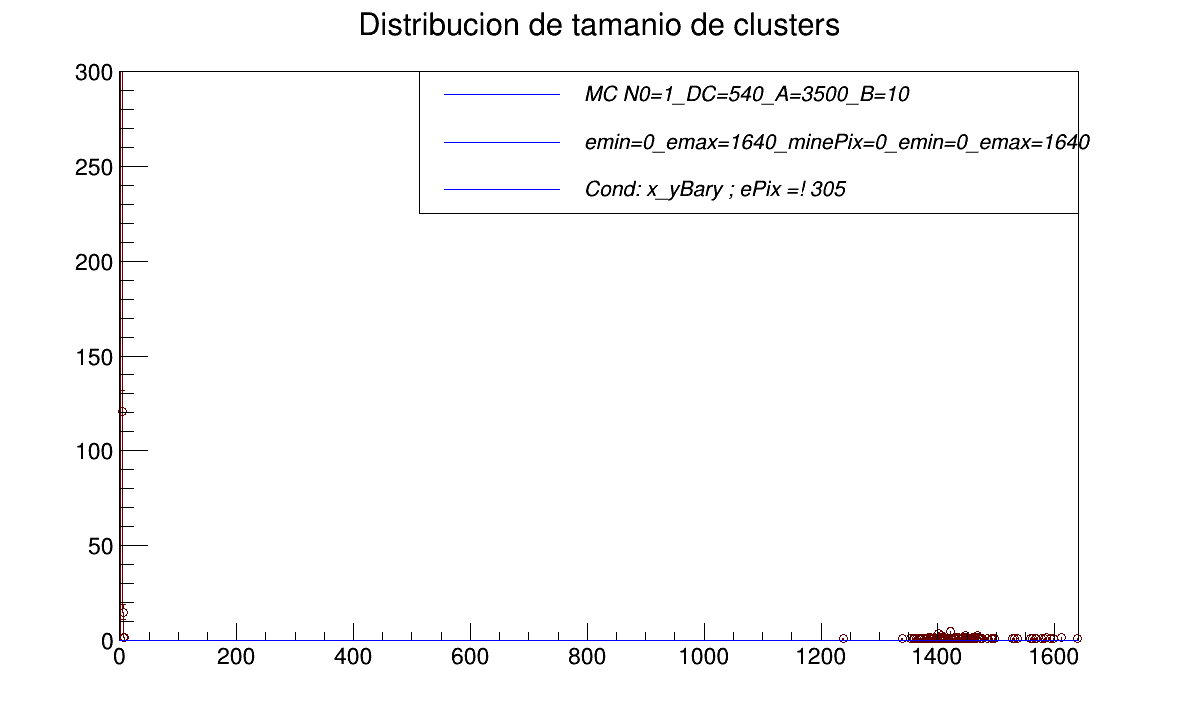 Distribucion de tamanio de clusters
300
MC N0=1_DC=540_A=3500_B=10
emin=0_emax=1640_minePix=0_emin=0_emax=1640
Cond: x_yBary ; ePix =! 305
250
200
150
100
50
0
0 200 400 600 800 1000 1200 1400 1600